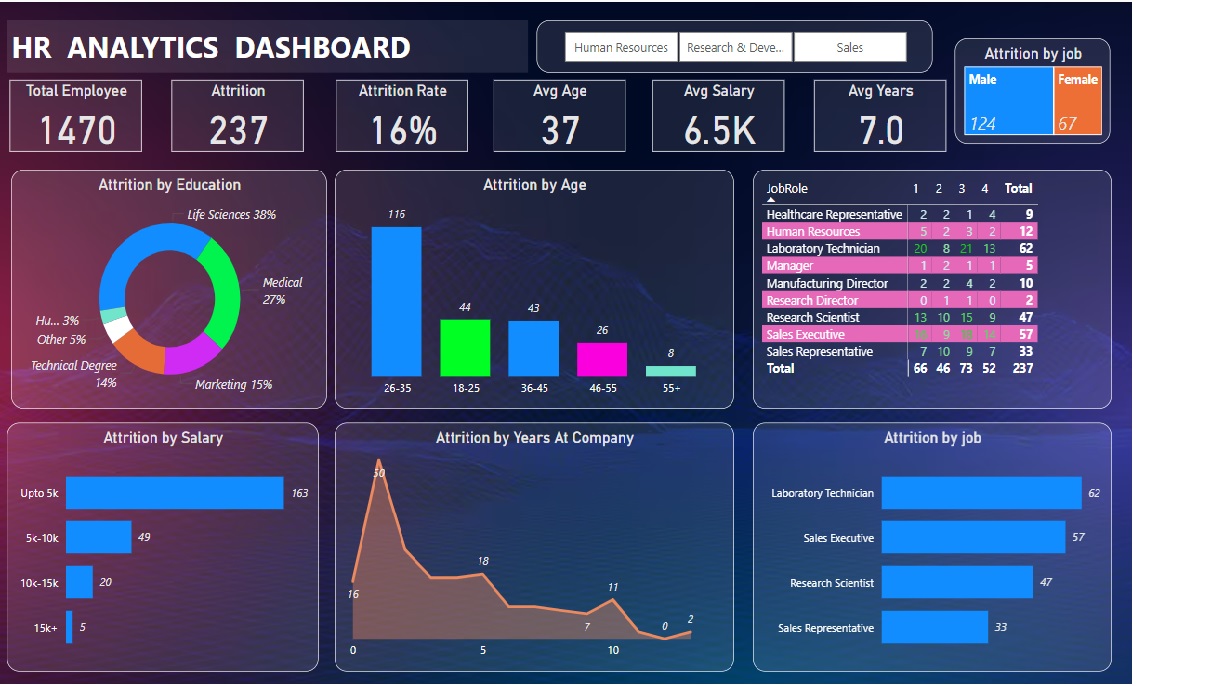 HR ANALYTICS DASHBOARD
Human Resources Research & Deve.. Sales
Attrition by job
Male Female
124 67
Total Employee
1470
Attrition
237
Attrition Rate
16%
Avg Age
37
Avg Salary
6.5K
Avg Years
7.0
Attrition by Education
Life Sciences 38%
Medical
27%
Hu... 3%
Other 5%
Technical Degree
14%
Marketing 15%
Attrition by Age
116
44
43
26
8
26-35 18-25 36-45 46-55 55+
JobRole 1 2 3 4 Total
Healthcare Representative 2 2 1 4 9
Human Resources 5 2 3 2 12
Laboratory Technician 20 8 21 13 62
Manager 1 2 1 1 5
Manufacturing Director 2 2 4 2 10
Research Director 0 1 1 0 2
Research Scientist 13 10 15 9 47
Sales Executive 9 57
Sales Representative 7 10 9 7 33
Total 66 46 73 52 237
Attrition by Salary
Upto 5k 163
5<-10k 49
10<-15k 20
15k+ 5
Attrition by Years At Company
50
16
18
7
11
0
2
0 5 10
Attrition by job
Laboratory Technician 62
Sales Executive 57
Research Scientist 47
Sales Representative 33